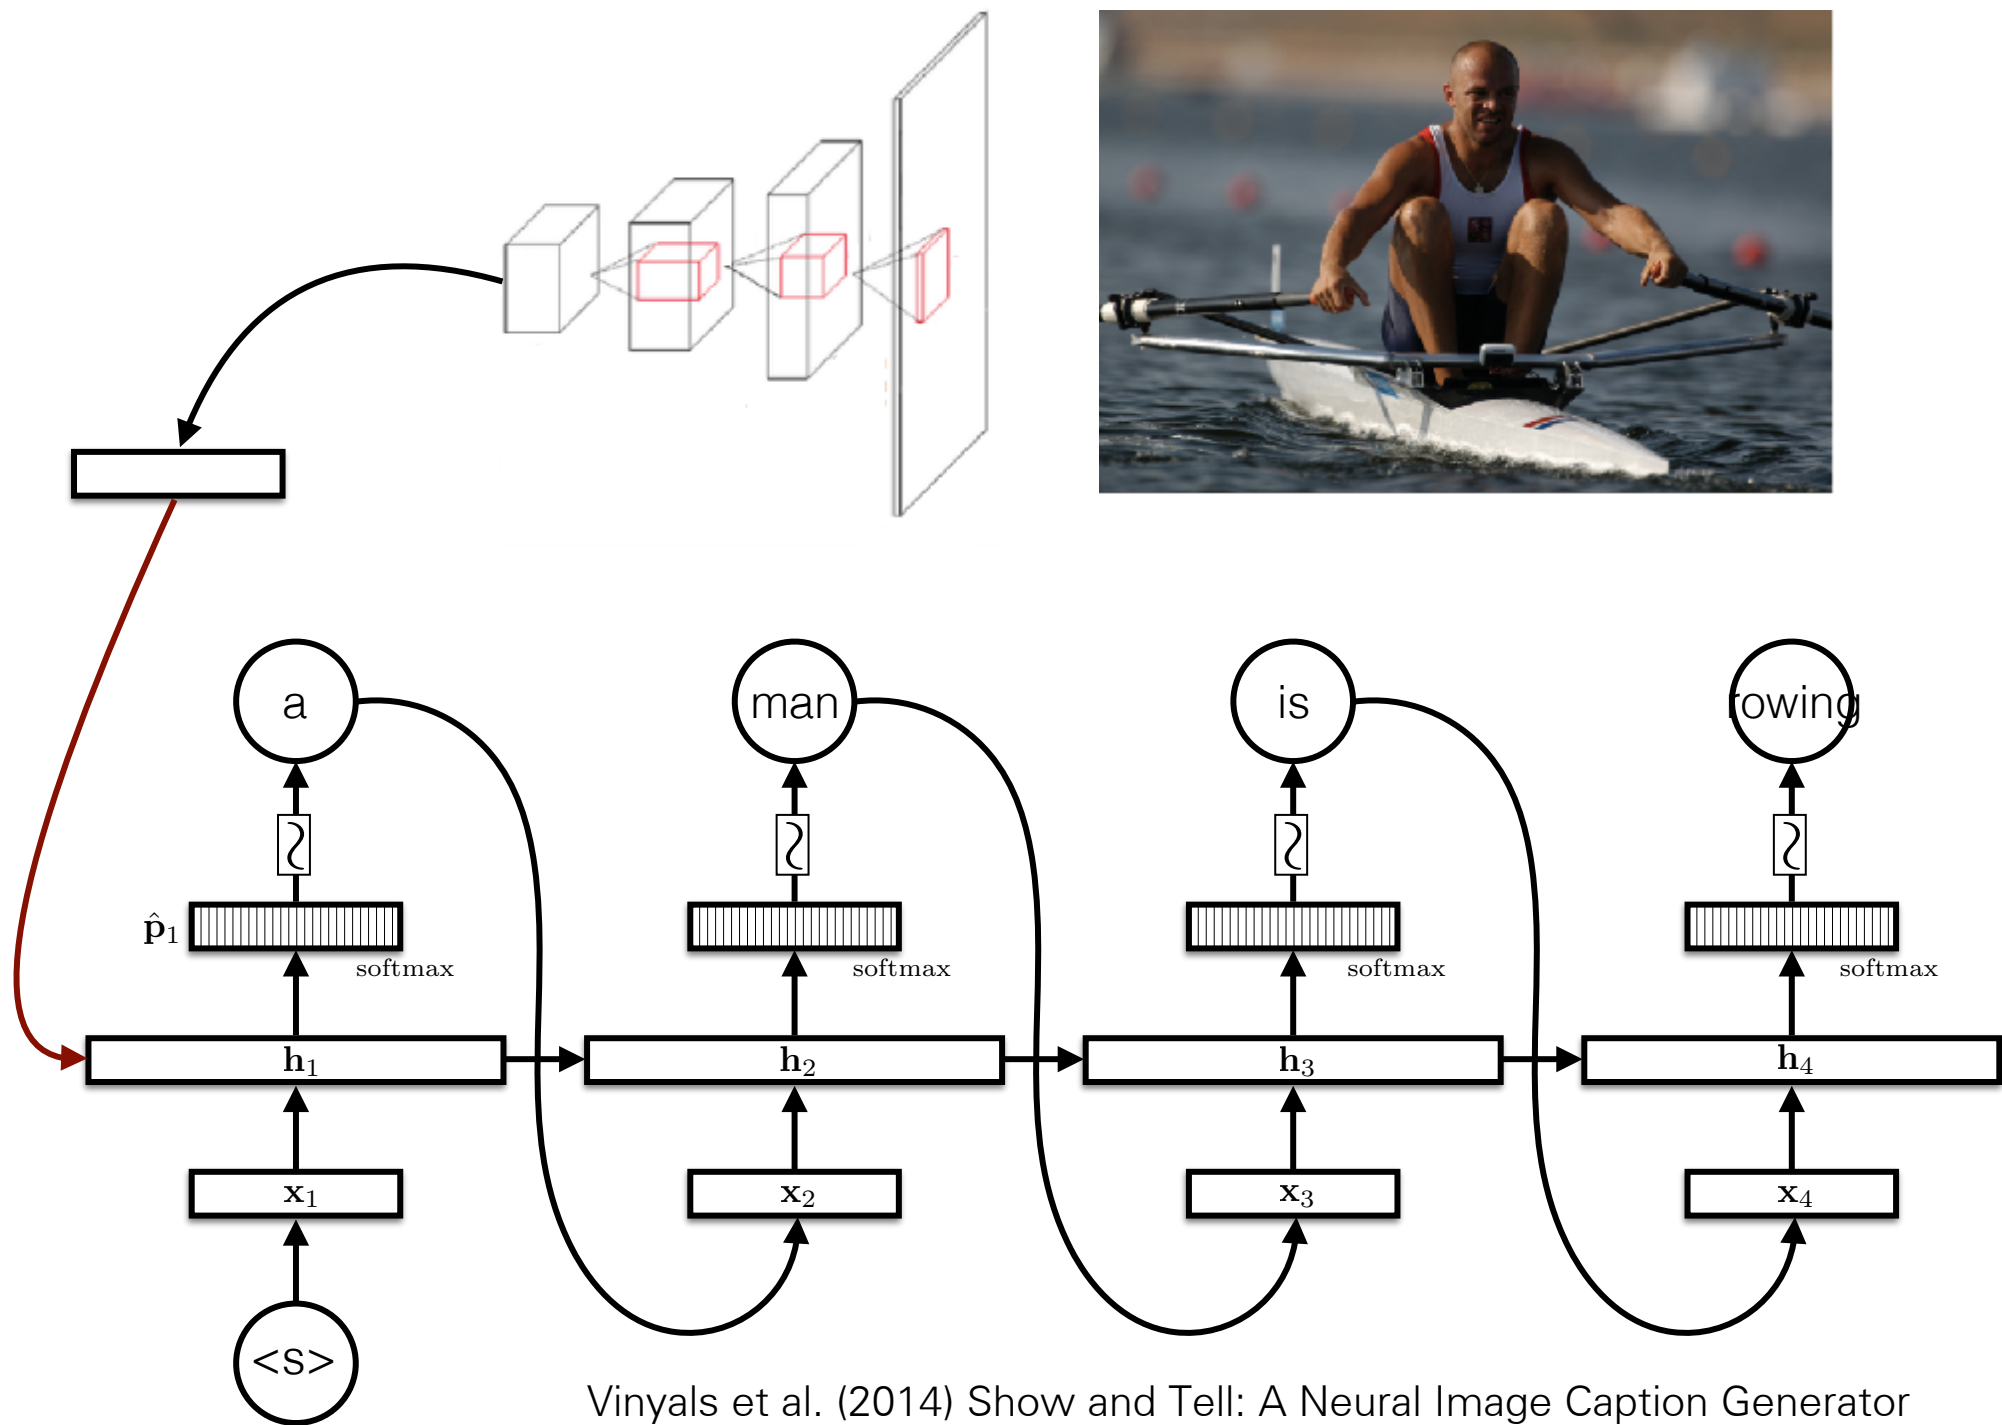 a
man
is
rowing
p̂₁
softmax
softmax
softmax
softmax
h₁
h₂
h₃
h₄
x₁
x₂
x₃
x₄
<s>
Vinyals et al. (2014) Show and Tell: A Neural Image Caption Generator